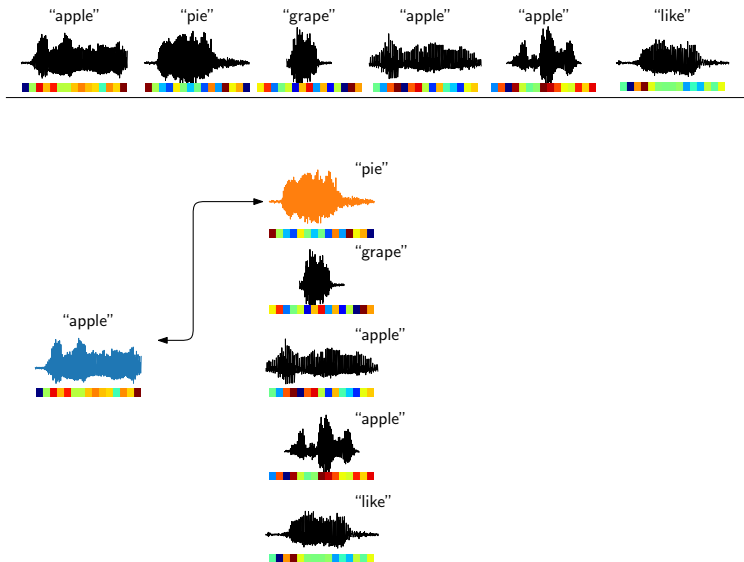 “apple” “pie” “grape” “apple” “apple” “like”
“pie”
“grape”
“apple”
“apple”
“apple”
“like”